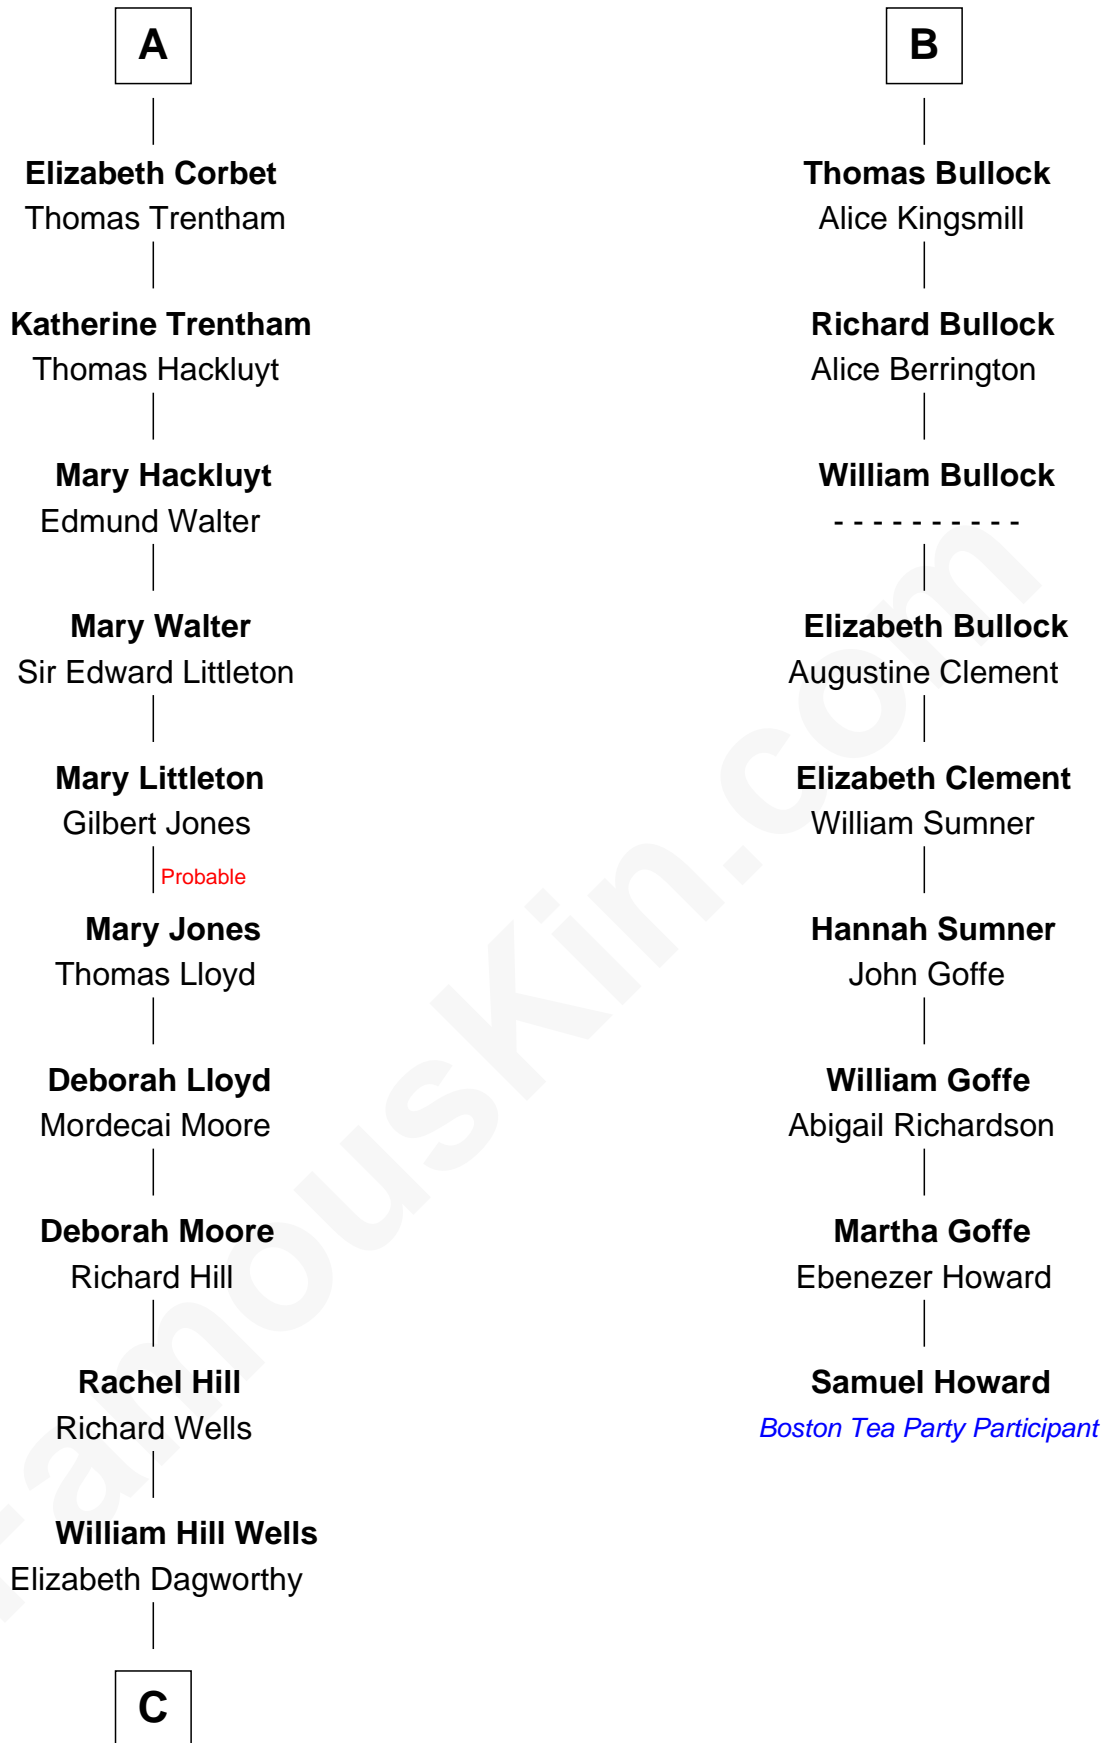 A
Elizabeth Corbet
Thomas Trentham
Katherine Trentham
Thomas Hackluyt
Mary Hackluyt
Edmund Walter
Mary Walter
Sir Edward Littleton
Mary Littleton
Gilbert Jones
Probable
Mary Jones
Thomas Lloyd
Deborah Lloyd
Mordecai Moore
Deborah Moore
Richard Hill
Rachel Hill
Richard Wells
William Hill Wells
Elizabeth Dagworthy
C
B
Thomas Bullock
Alice Kingsmill
Richard Bullock
Alice Berrington
William Bullock
- - - - - - - - - -
Elizabeth Bullock
Augustine Clement
Elizabeth Clement
William Sumner
Hannah Sumner
John Goffe
William Goffe
Abigail Richardson
Martha Goffe
Ebenezer Howard
Samuel Howard
Boston Tea Party Participant
FamousKin.com